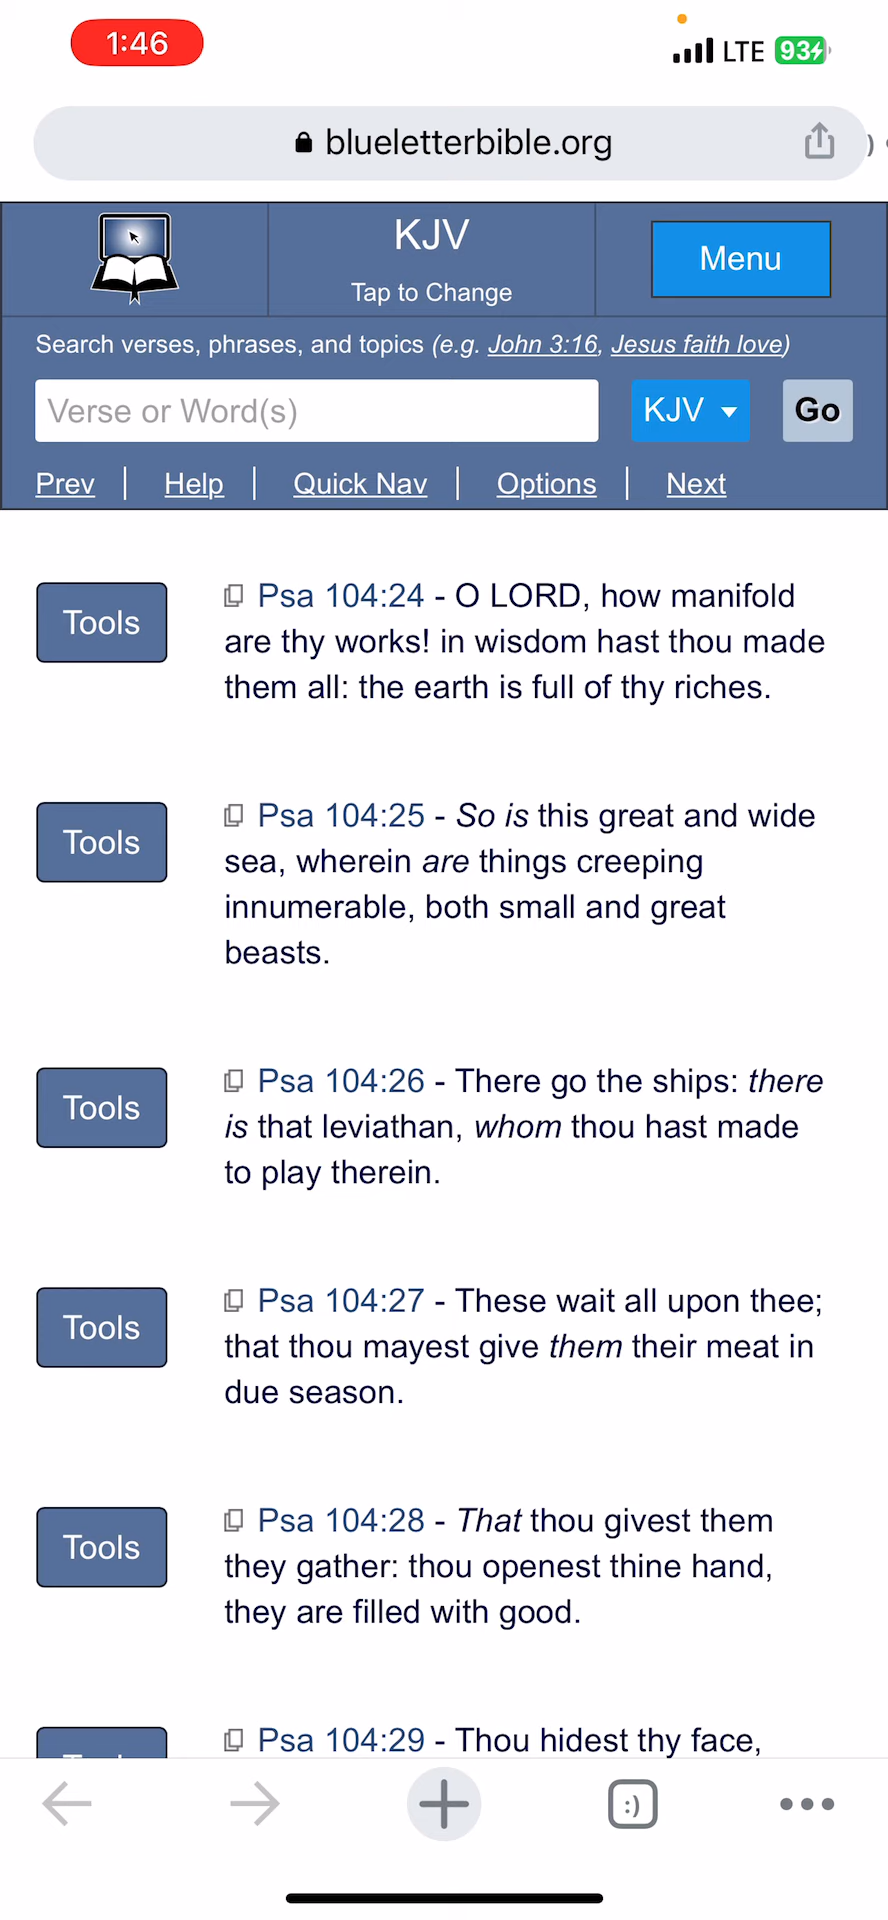 1:46
LTE 93
blueletterbible.org
KJV
Tap to Change
Menu
Search verses, phrases, and topics (e.g. John 3:16, Jesus faith love)
Verse or Word(s)
KJV
Go
Prev | Help | Quick Nav | Options | Next
Tools
Psa 104:24 - O LORD, how manifold
are thy works! in wisdom hast thou made
them all: the earth is full of thy riches.
Tools
Psa 104:25 - So is this great and wide
sea, wherein are things creeping
innumerable, both small and great
beasts.
Tools
Psa 104:26 - There go the ships: there
is that leviathan, whom thou hast made
to play therein.
Tools
Psa 104:27 - These wait all upon thee;
that thou mayest give them their meat in
due season.
Tools
Psa 104:28 - That thou givest them
they gather: thou openest thine hand,
they are filled with good.
Psa 104:29 - Thou hidest thy face,
:)